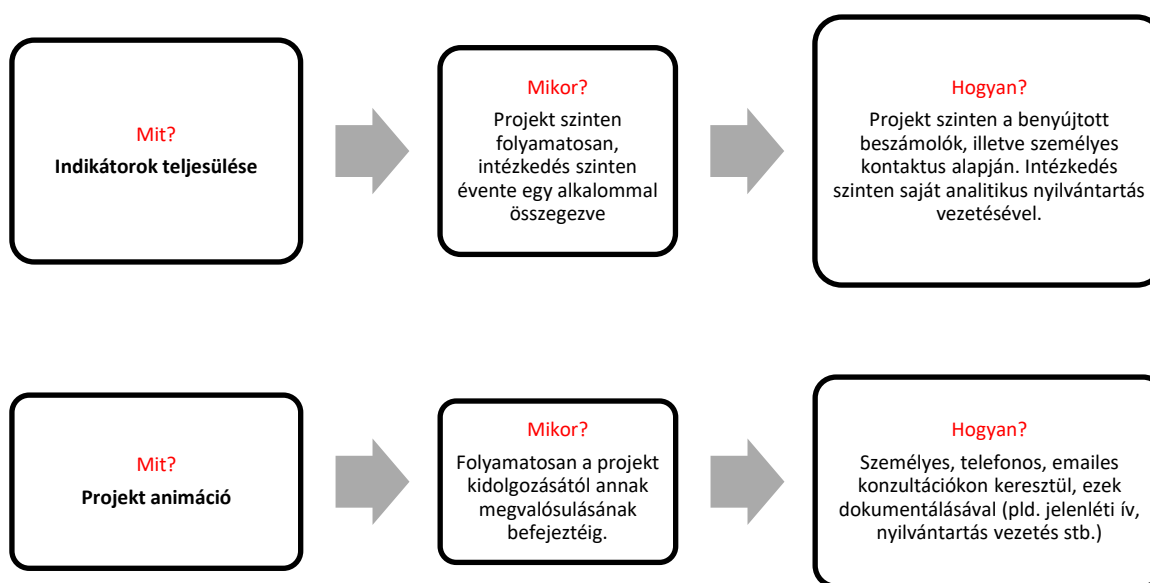 Mit?
Indikátorok teljesülése
Mikor?
Projekt szinten
folyamatosan,
intézkedés szinten
évente egy alkalommal
összegezve
Hogyan?
Projekt szinten a benyújtott
beszámolók, illetve személyes
kontaktus alapján. Intézkedés
szinten saját analitikus nyilvántartás
vezetésével.
Mit?
Projekt animáció
Mikor?
Folyamatosan a projekt
kidolgozásától annak
megvalósulásának
befejeztéig.
Hogyan?
Személyes, telefonos, emailes
konzultációkon keresztül, ezek
dokumentálásával (pld. jelenléti ív,
nyilvántartás vezetés stb.)